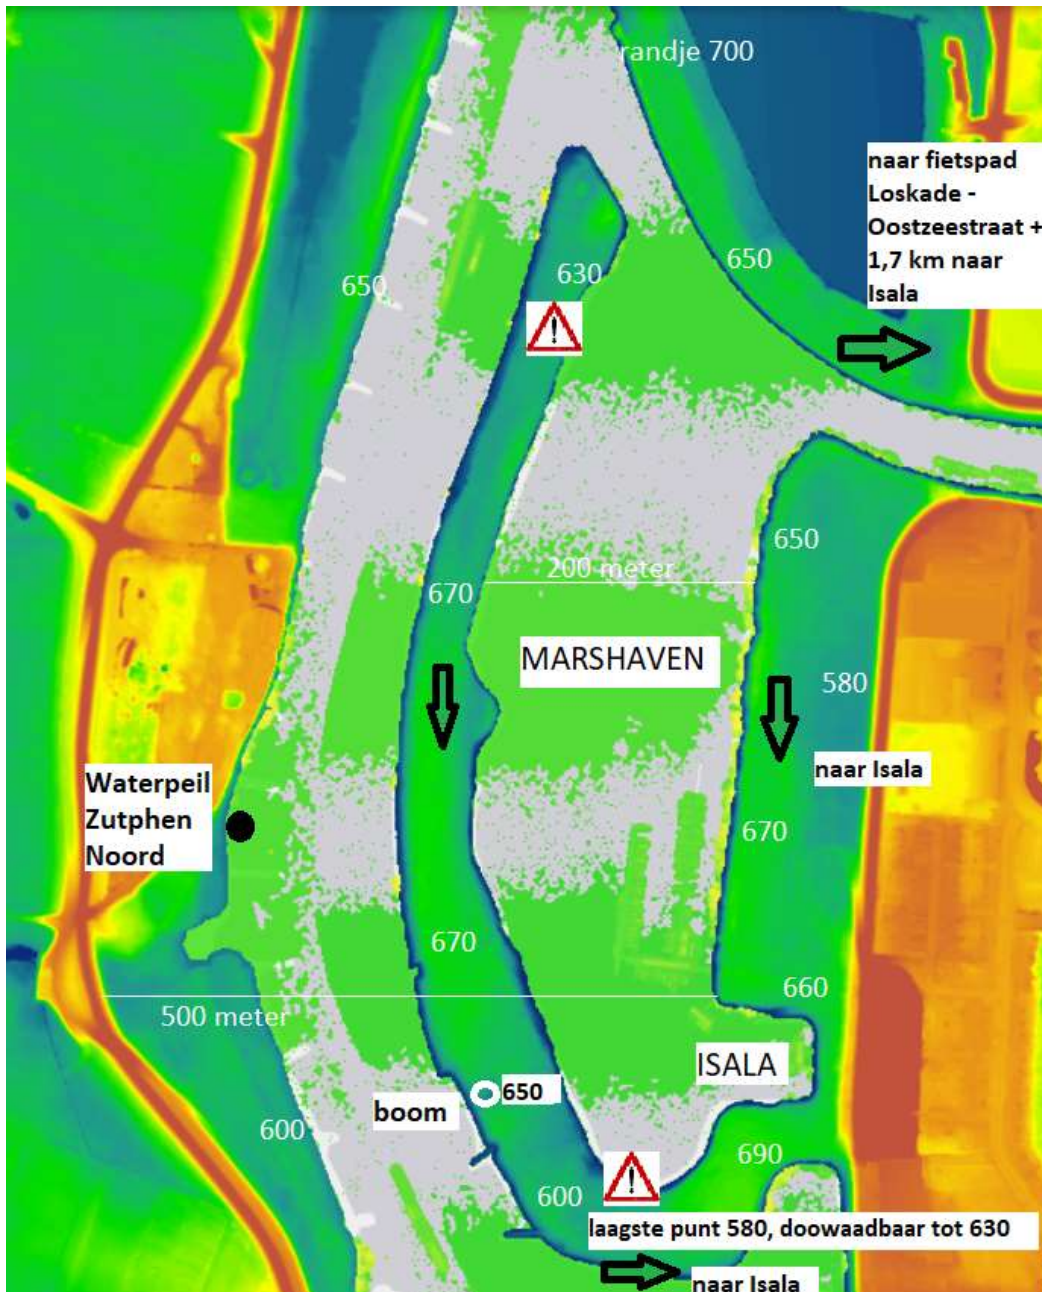 randje 700
naar fietspad
Loskade -
Oostzeestraat +
1,7 km naar
Isala
650
650
630
!
650
200 meter
670
MARSHAVEN
580
naar Isala
Waterpeil
Zutphen
Noord
670
670
660
500 meter
ISALA
650
boom
600
690
!
600
laagste punt 580, doowaadbaar tot 630
naar Isala